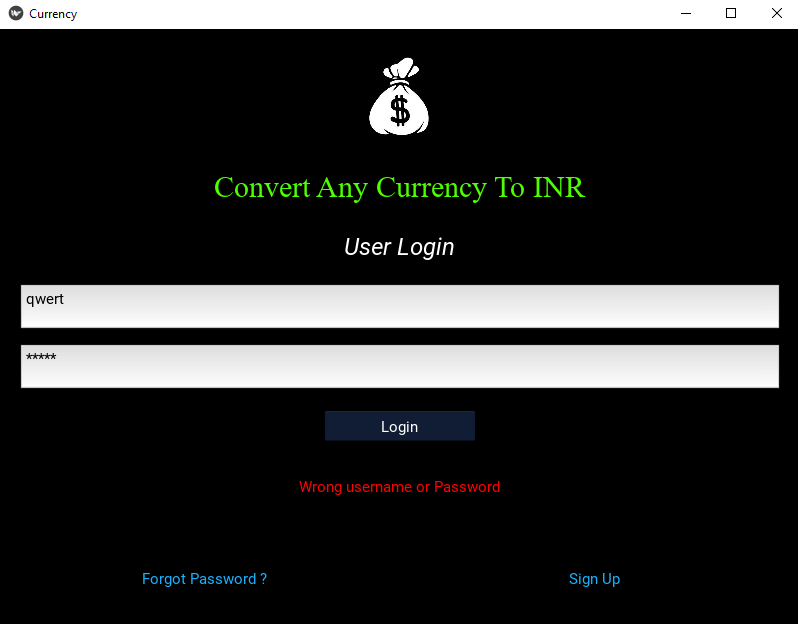 Currency
$
Convert Any Currency To INR
User Login
qwert
*****
Login
Wrong username or Password
Forgot Password ? Sign Up